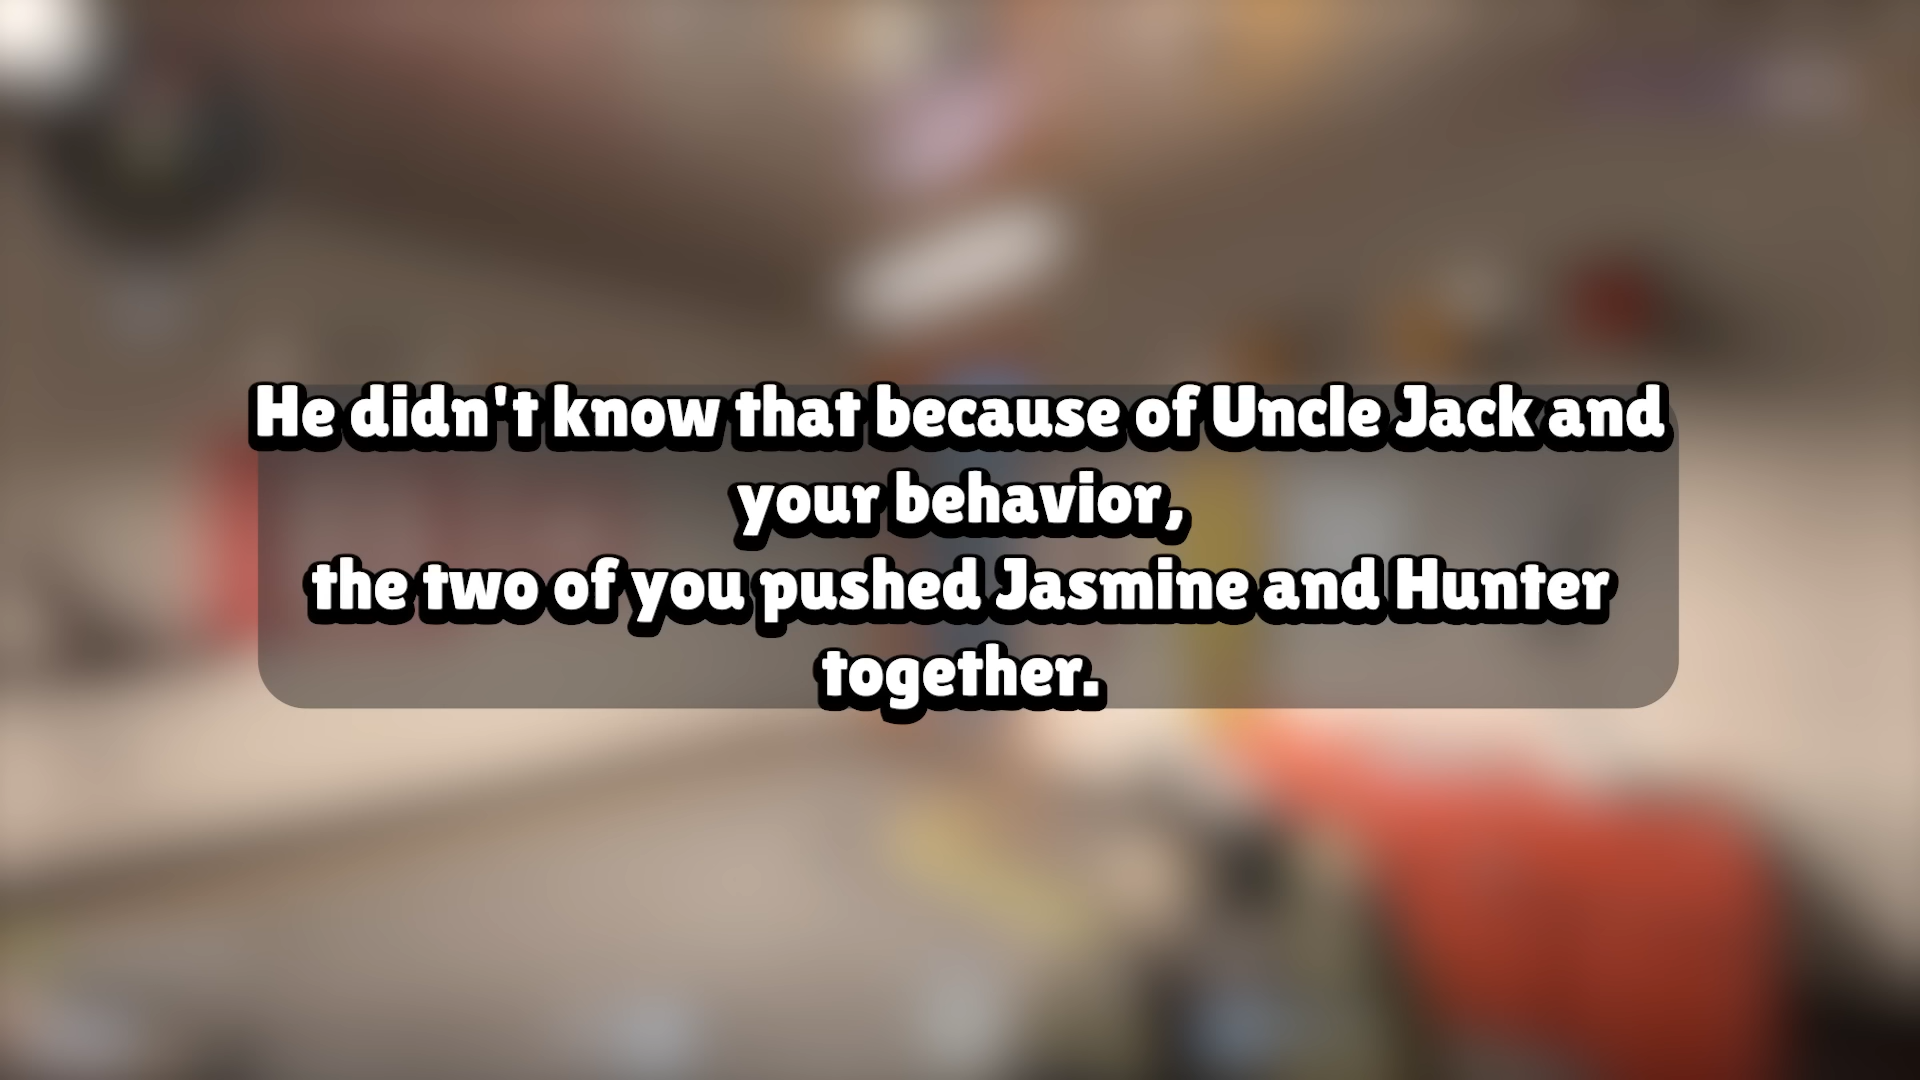 He didn't know that because of Uncle Jack and
your behavior,
the two of you pushed Jasmine and Hunter
together.